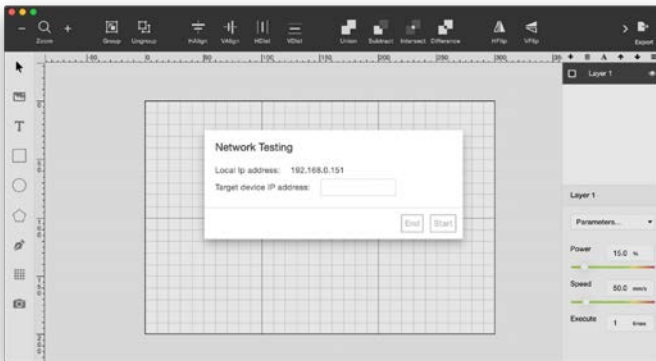 Zoom
Group
Ungroup
HAlign
VAlign
HDist
VDist
Union
Subtract
Intersect
Difference
HFlip
VFlip
Export
Layer 1
Network Testing
Local Ip address: 192.168.0.151
Target device IP address:
End Start
Layer 1
Parameters...
Power
15.0 %
Speed
50.0 mm/s
Execute
1 times